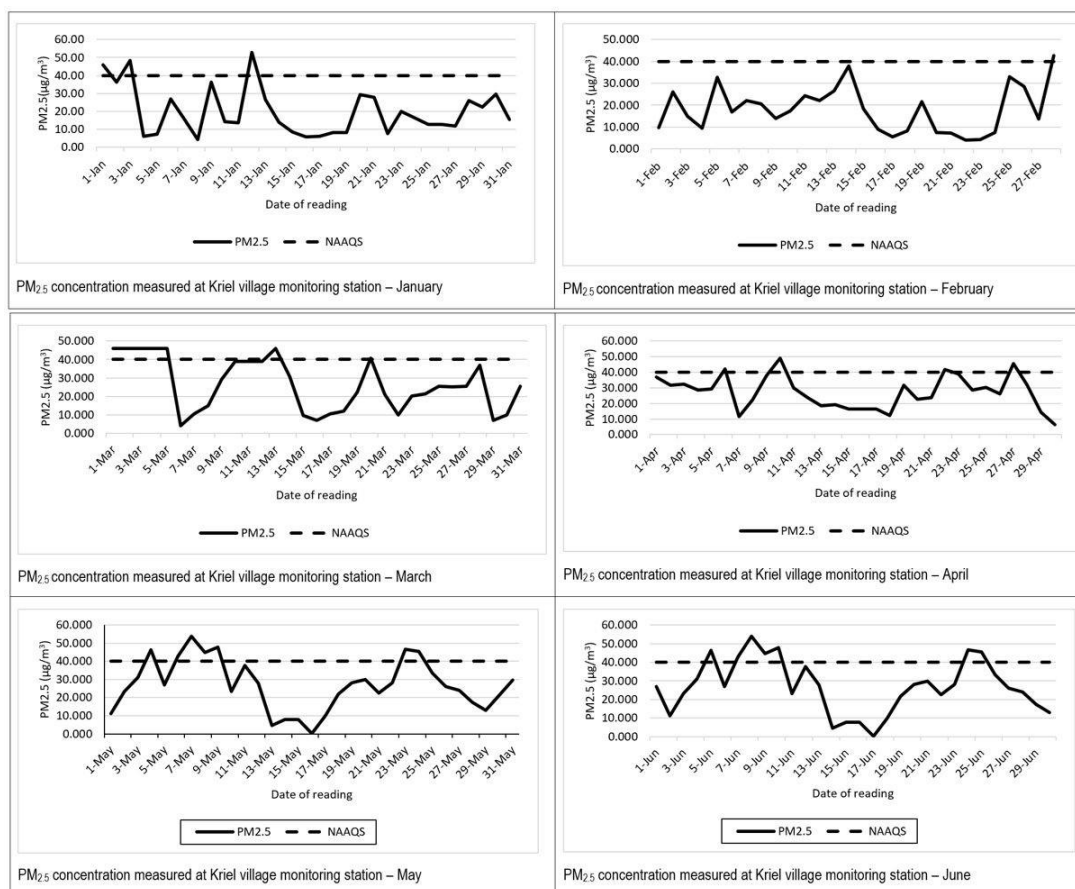 PM2.5(µg/m³)
60.00
50.00
40.00
30.00
20.00
10.00
0.00
1-Jan
3-Jan
5-Jan
7-Jan
9-Jan
11-Jan
13-Jan
15-Jan
17-Jan
19-Jan
21-Jan
23-Jan
25-Jan
27-Jan
29-Jan
31-Jan
Date of reading
PM2.5 NAAQS
PM2.5 concentration measured at Kriel village monitoring station – January
PM2.5 (µg/m³)
50.000
40.000
30.000
20.000
10.000
0.000
1-Feb
3-Feb
5-Feb
7-Feb
9-Feb
11-Feb
13-Feb
15-Feb
17-Feb
19-Feb
21-Feb
23-Feb
25-Feb
27-Feb
Date of reading
PM2.5 NAAQS
PM2.5 concentration measured at Kriel village monitoring station – February
PM2.5 (µg/m³)
50.000
40.000
30.000
20.000
10.000
0.000
1-Mar
3-Mar
5-Mar
7-Mar
9-Mar
11-Mar
13-Mar
15-Mar
17-Mar
19-Mar
21-Mar
23-Mar
25-Mar
27-Mar
29-Mar
31-Mar
Date of reading
PM2.5 NAAQS
PM2.5 concentration measured at Kriel village monitoring station – March
PM2.5 (µg/m³)
60.000
50.000
40.000
30.000
20.000
10.000
0.000
1-Apr
3-Apr
5-Apr
7-Apr
9-Apr
11-Apr
13-Apr
15-Apr
17-Apr
19-Apr
21-Apr
23-Apr
25-Apr
27-Apr
29-Apr
Date of reading
PM2.5 NAAQS
PM2.5 concentration measured at Kriel village monitoring station – April
PM2.5 (µg/m³)
60.000
50.000
40.000
30.000
20.000
10.000
0.000
1-May
3-May
5-May
7-May
9-May
11-May
13-May
15-May
17-May
19-May
21-May
23-May
25-May
27-May
29-May
31-May
Date of reading
PM2.5 NAAQS
PM2.5 concentration measured at Kriel village monitoring station – May
PM2.5 (µg/m³)
60.000
50.000
40.000
30.000
20.000
10.000
0.000
1-Jun
3-Jun
5-Jun
7-Jun
9-Jun
11-Jun
13-Jun
15-Jun
17-Jun
19-Jun
21-Jun
23-Jun
25-Jun
27-Jun
29-Jun
Date of reading
PM2.5 NAAQS
PM2.5 concentration measured at Kriel village monitoring station – June